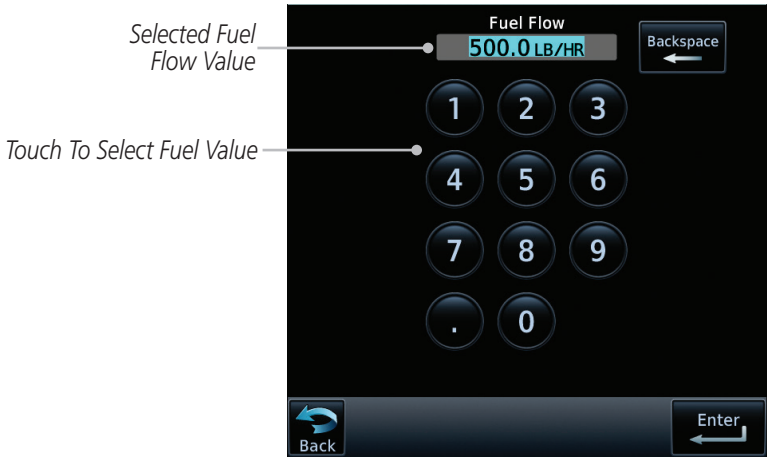 Selected Fuel
Flow Value
Touch To Select Fuel Value
Fuel Flow
500.0 LB/HR
Backspace
1 2 3
4 5 6
7 8 9
. 0
Back
Enter